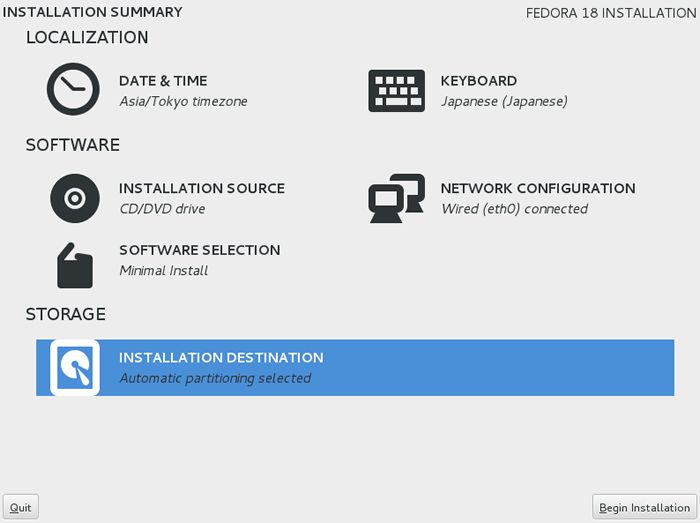 INSTALLATION SUMMARY
FEDORA 18 INSTALLATION
LOCALIZATION
DATE & TIME
Asia/Tokyo timezone
KEYBOARD
Japanese (Japanese)
SOFTWARE
INSTALLATION SOURCE
CD/DVD drive
NETWORK CONFIGURATION
Wired (eth0) connected
SOFTWARE SELECTION
Minimal Install
STORAGE
INSTALLATION DESTINATION
Automatic partitioning selected
Quit
Begin Installation